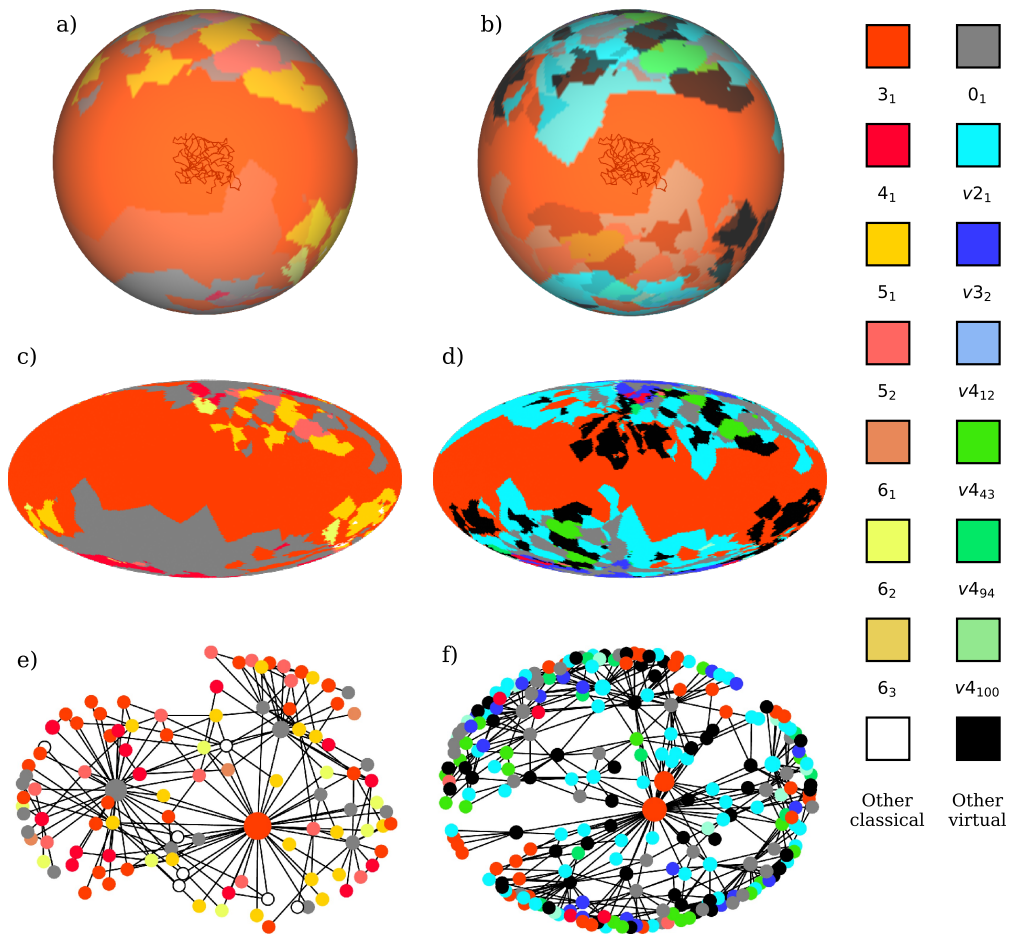 a)
b)
3₁
0₁
4₁
v2₁
5₁
v3₂
c)
d)
5₂
v4₁₂
6₁
v4₄₃
6₂
v4₉₄
e)
f)
6₃
v4₁₀₀
Other
classical
Other
virtual